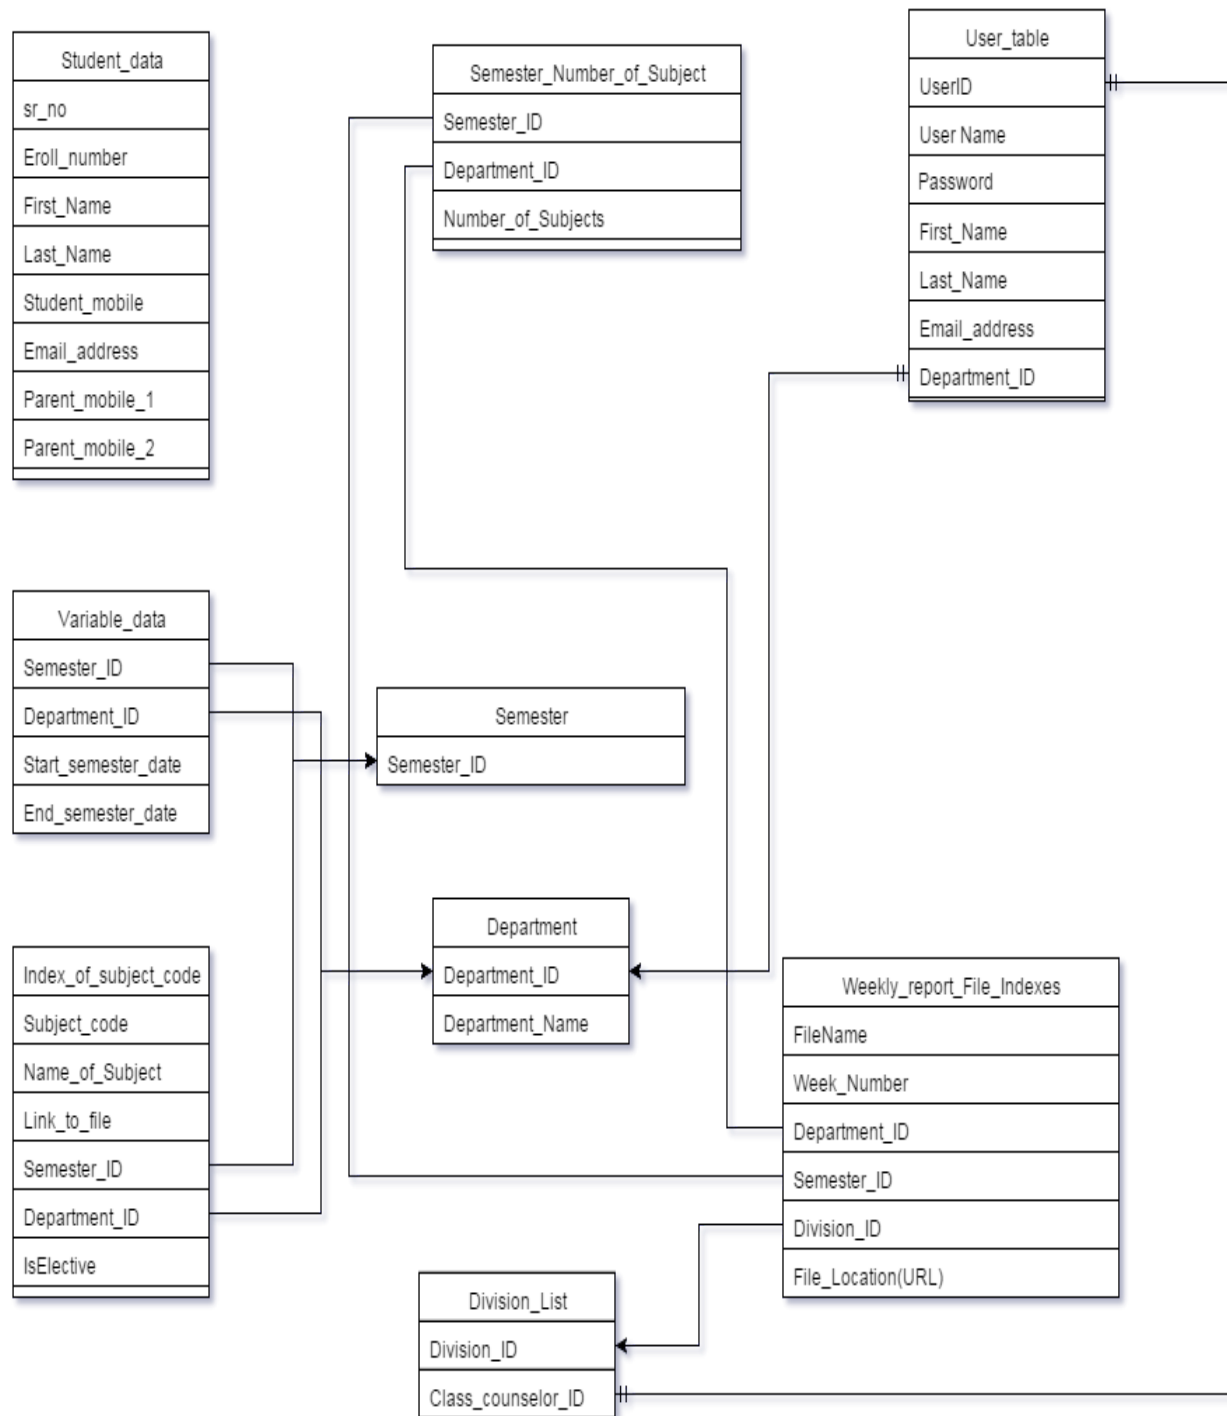 Student_data
sr_no
Eroll_number
First_Name
Last_Name
Student_mobile
Email_address
Parent_mobile_1
Parent_mobile_2
Semester_Number_of_Subject
Semester_ID
Department_ID
Number_of_Subjects
User_table
UserID
User Name
Password
First_Name
Last_Name
Email_address
Department_ID
Variable_data
Semester_ID
Department_ID
Start_semester_date
End_semester_date
Semester
Semester_ID
Department
Department_ID
Department_Name
Index_of_subject_code
Subject_code
Name_of_Subject
Link_to_file
Semester_ID
Department_ID
IsElective
Weekly_report_File_Indexes
FileName
Week_Number
Department_ID
Semester_ID
Division_ID
File_Location(URL)
Division_List
Division_ID
Class_counselor_ID